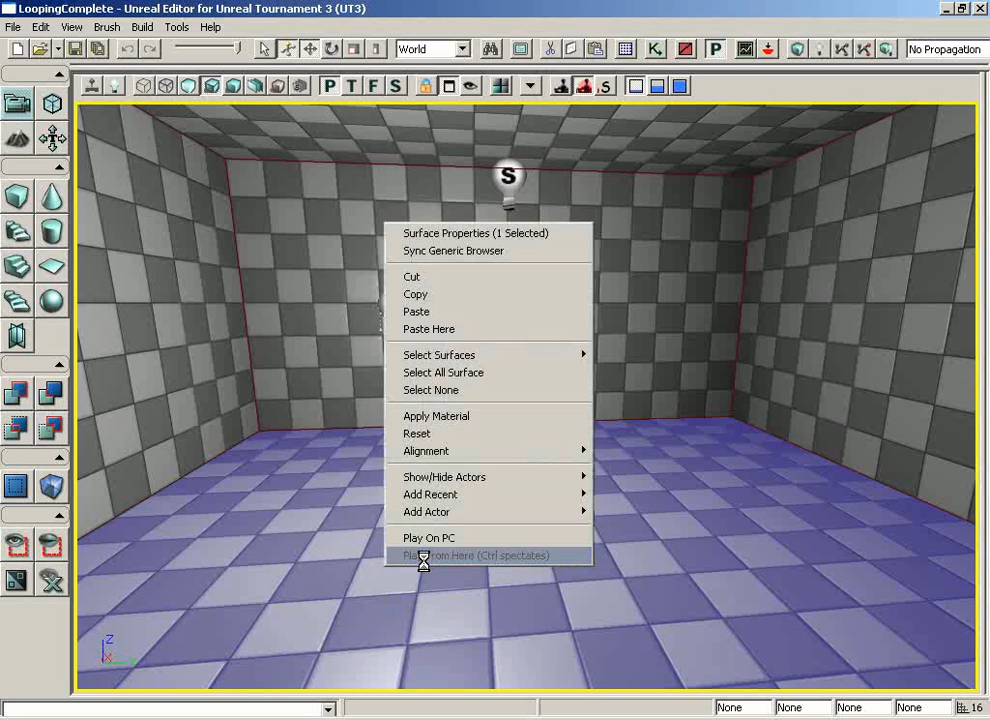 LoopingComplete - Unreal Editor for Unreal Tournament 3 (UT3)
File Edit View Brush Build Tools Help
World
K
P
No Propagation
P T F S
S
S
Surface Properties (1 Selected)
Sync Generic Browser
Cut
Copy
Paste
Paste Here
Select Surfaces
Select All Surface
Select None
Apply Material
Reset
Alignment
Show/Hide Actors
Add Recent
Add Actor
Play On PC
Play From Here (Ctrl spectates)
Z
X
None None None None 16